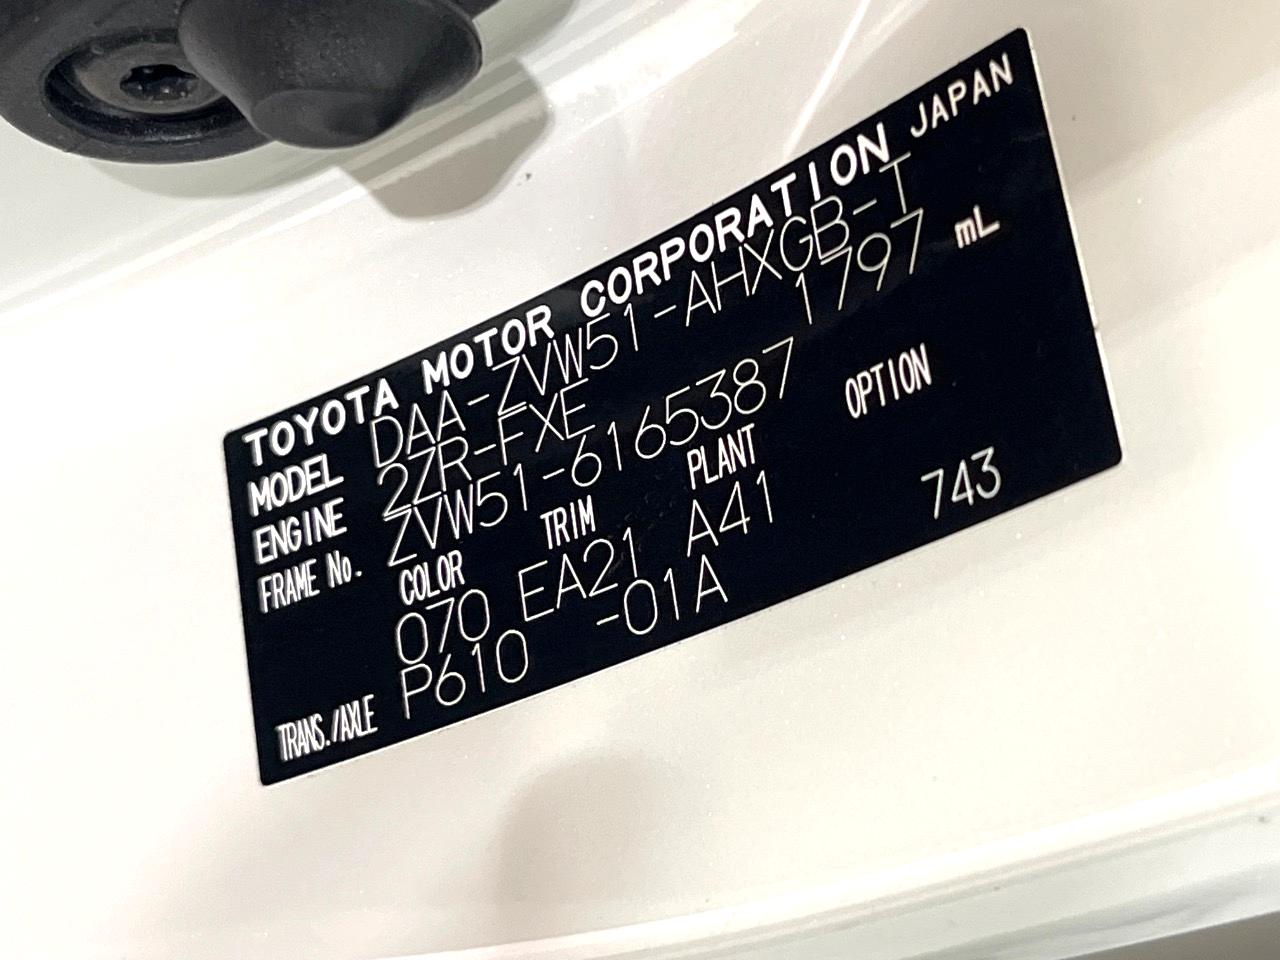 TOYOTA MOTOR CORPORATION JAPAN
MODEL DAA-ZVW51-AHXGB-T
ENGINE 2ZR-FXE 1797 mL
FRAME No. ZVW51-6165387
COLOR TRIM PLANT OPTION
070 EA21 A41 743
TRANS./AXLE P610 -01A